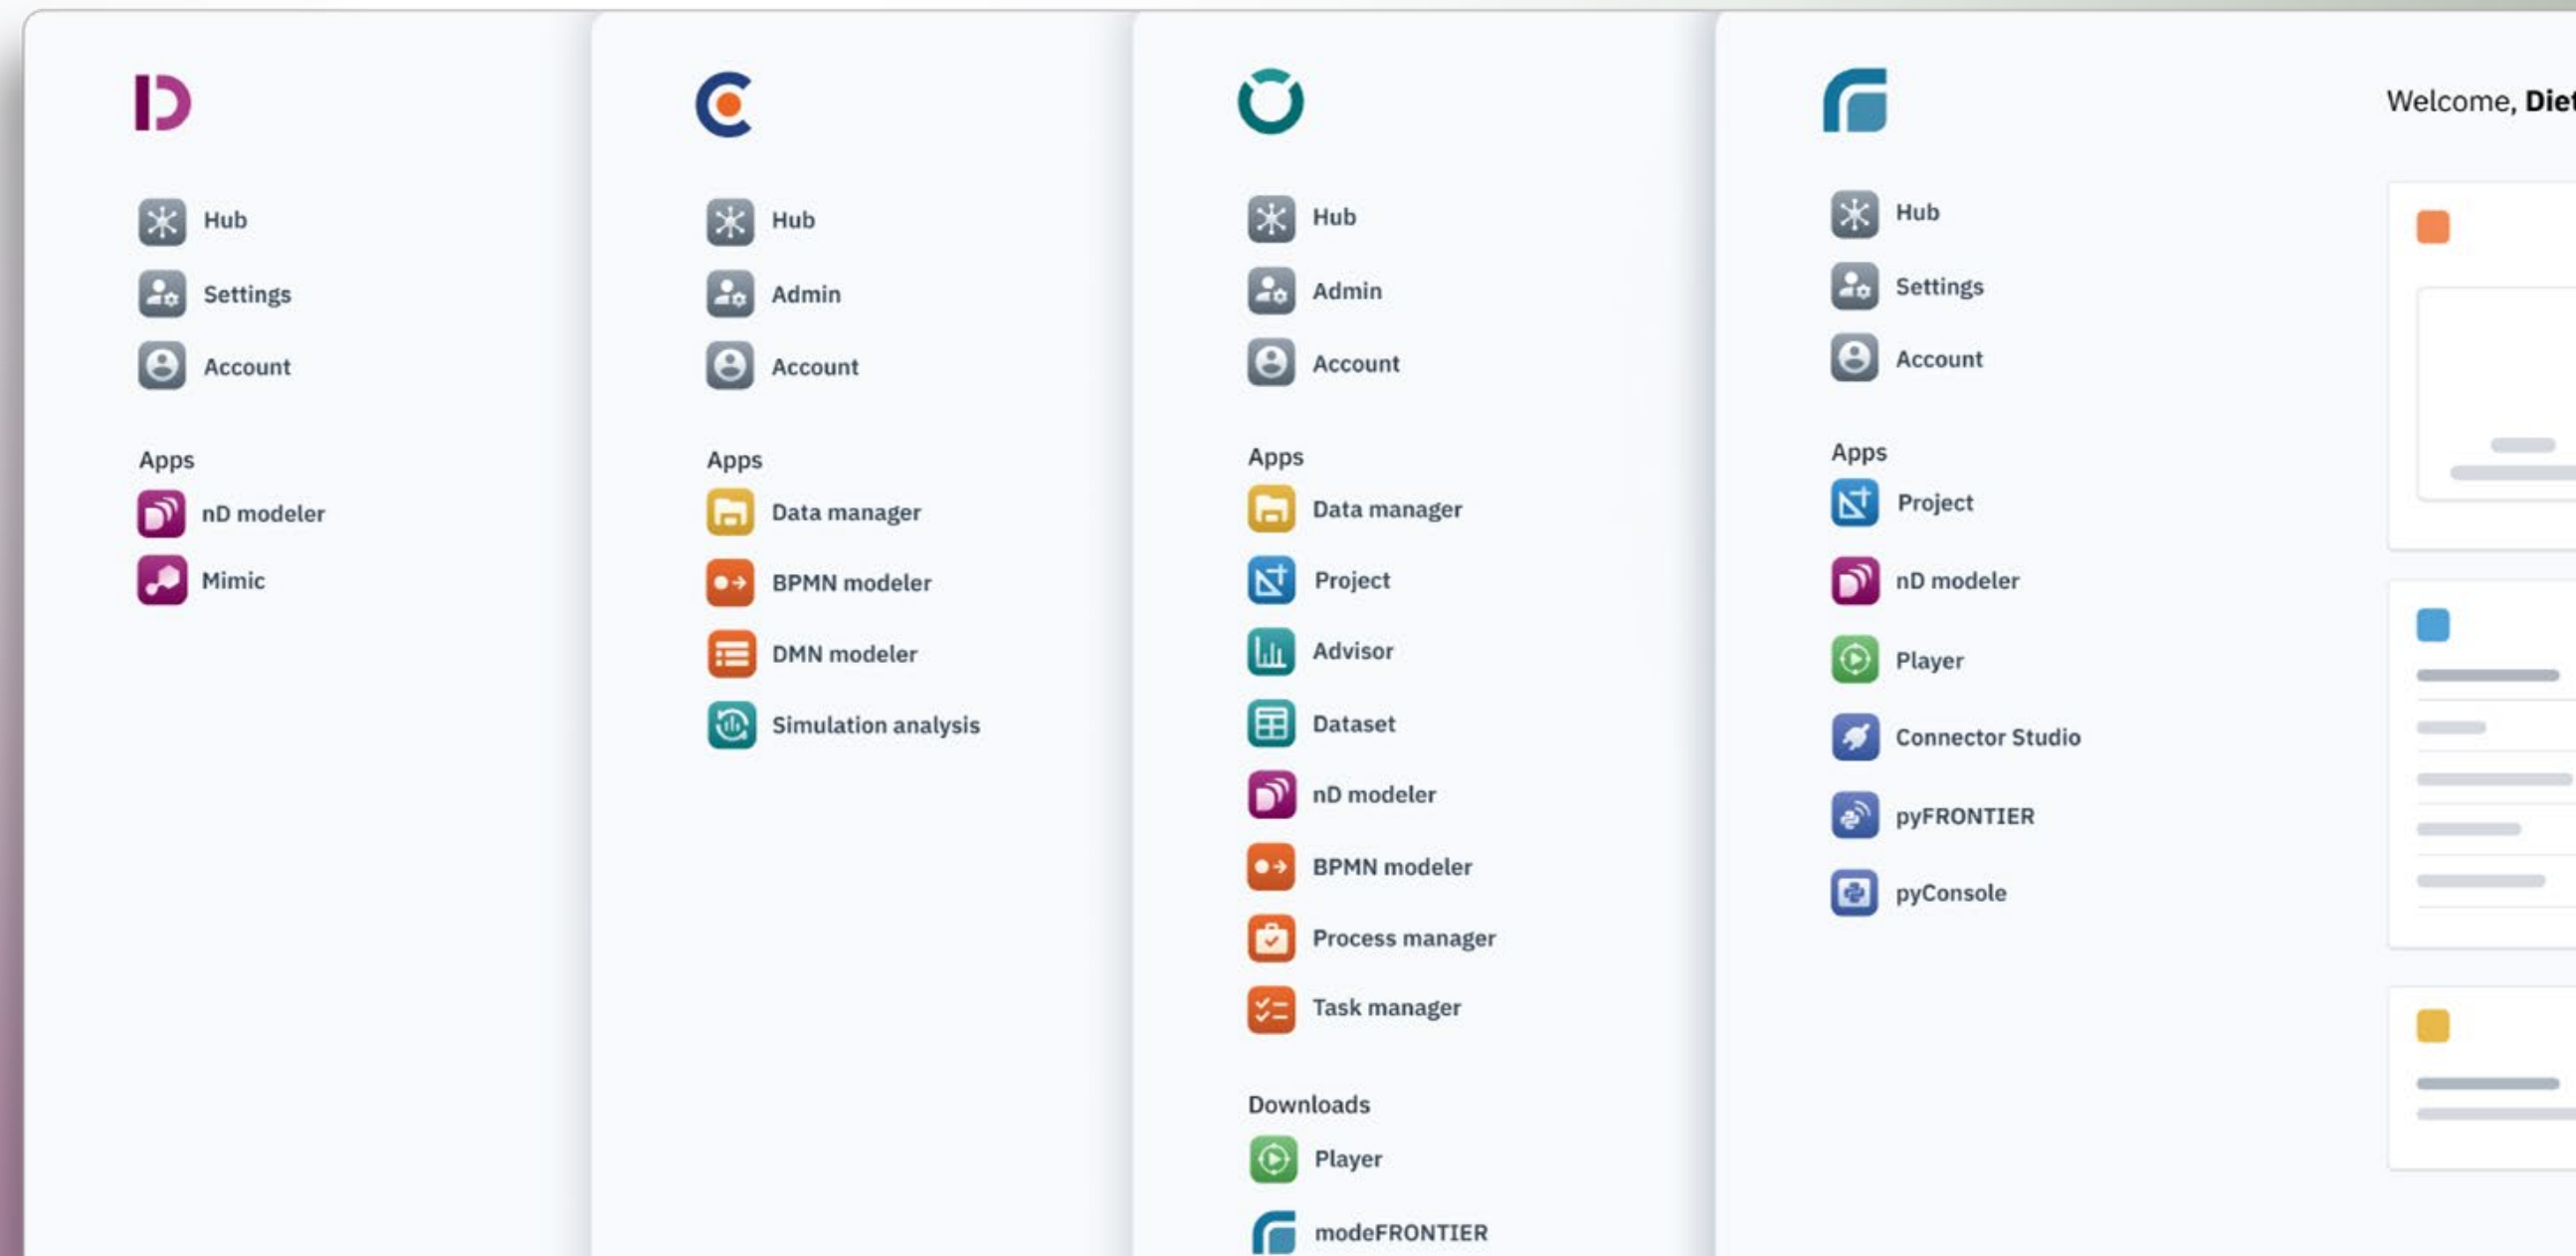 Hub
Settings
Account
Apps
nD modeler
Mimic
Hub
Admin
Account
Apps
Data manager
BPMN modeler
DMN modeler
Simulation analysis
Hub
Admin
Account
Apps
Data manager
Project
Advisor
Dataset
nD modeler
BPMN modeler
Process manager
Task manager
Downloads
Player
modeFRONTIER
Hub
Settings
Account
Apps
Project
nD modeler
Player
Connector Studio
pyFRONTIER
pyConsole
Welcome,